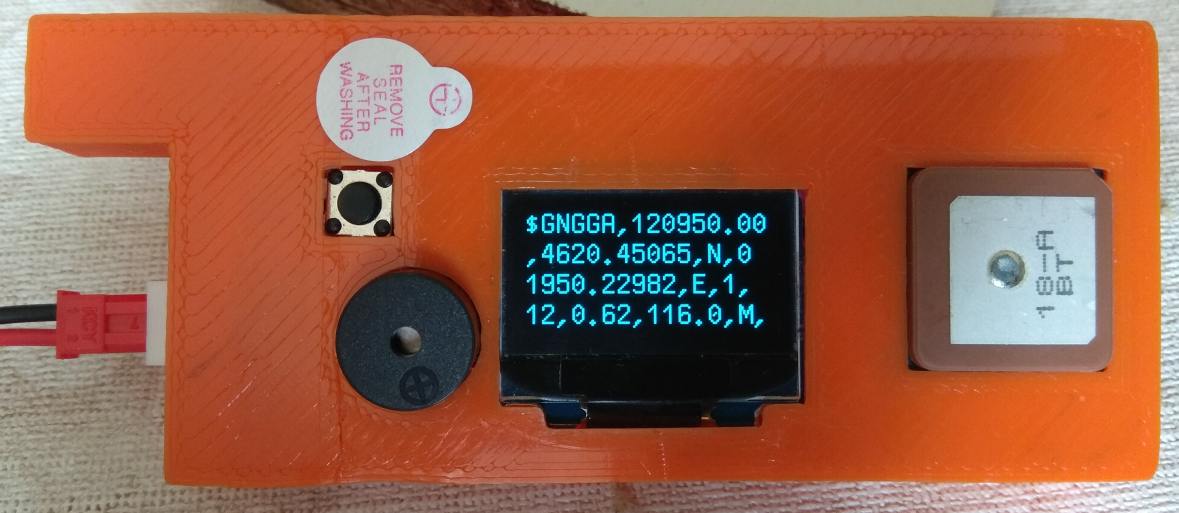 REMOVE
SEAL
AFTER
WASHING
$GNGGA,120950.00
,4620.45065,N,0
1950.22982,E,1,
12,0.62,116.0,M,
18-A
BT